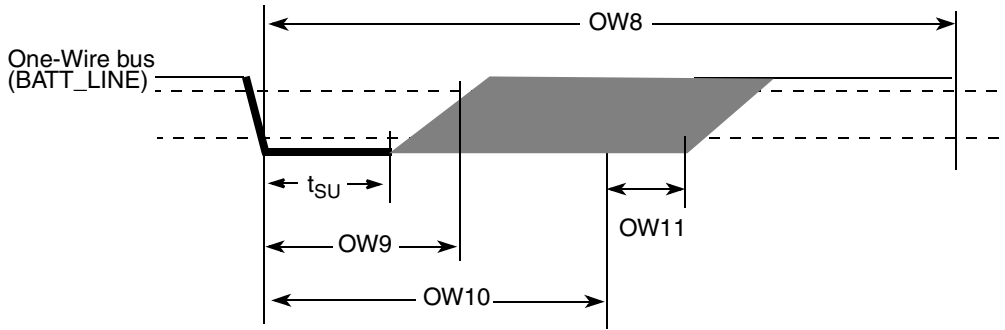 OW8
One-Wire bus
(BATT_LINE)
tSU
OW11
OW9
OW10